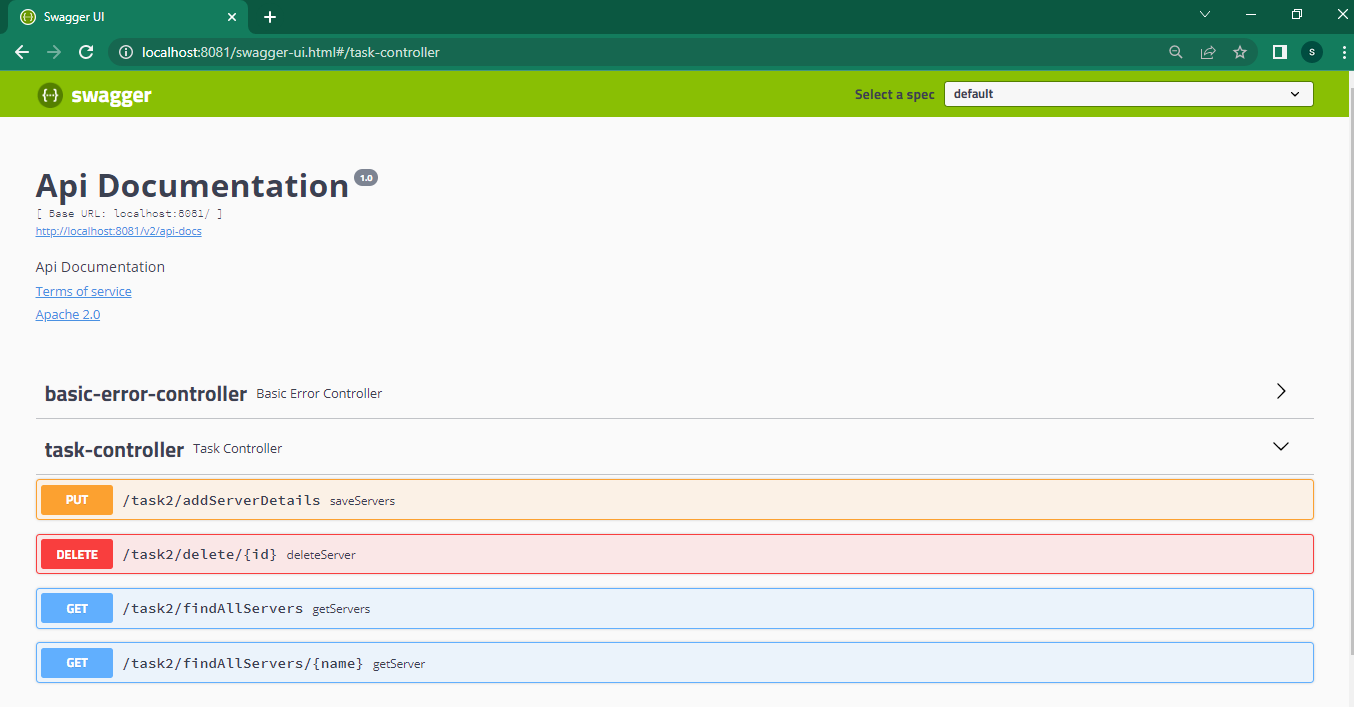 Swagger UI
localhost:8081/swagger-ui.html#/task-controller
S
{···} swagger
Select a spec default
Api Documentation 1.0
[ Base URL: localhost:8081/ ]
http://localhost:8081/v2/api-docs
Api Documentation
Terms of service
Apache 2.0
basic-error-controller Basic Error Controller
task-controller Task Controller
PUT /task2/addServerDetails saveServers
DELETE /task2/delete/{id} deleteServer
GET /task2/findAllServers getServers
GET /task2/findAllServers/{name} getServer